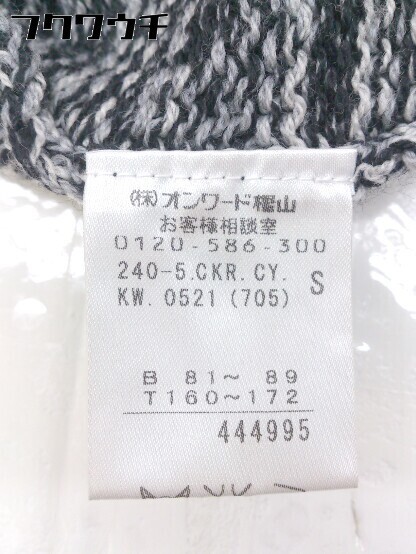 フクワウチ
(株)オンワード樫山
お客様相談室
0120-586-300
240-5.CKR.CY.
KW. 0521 (705) S
B 81~ 89
T160~172
444995